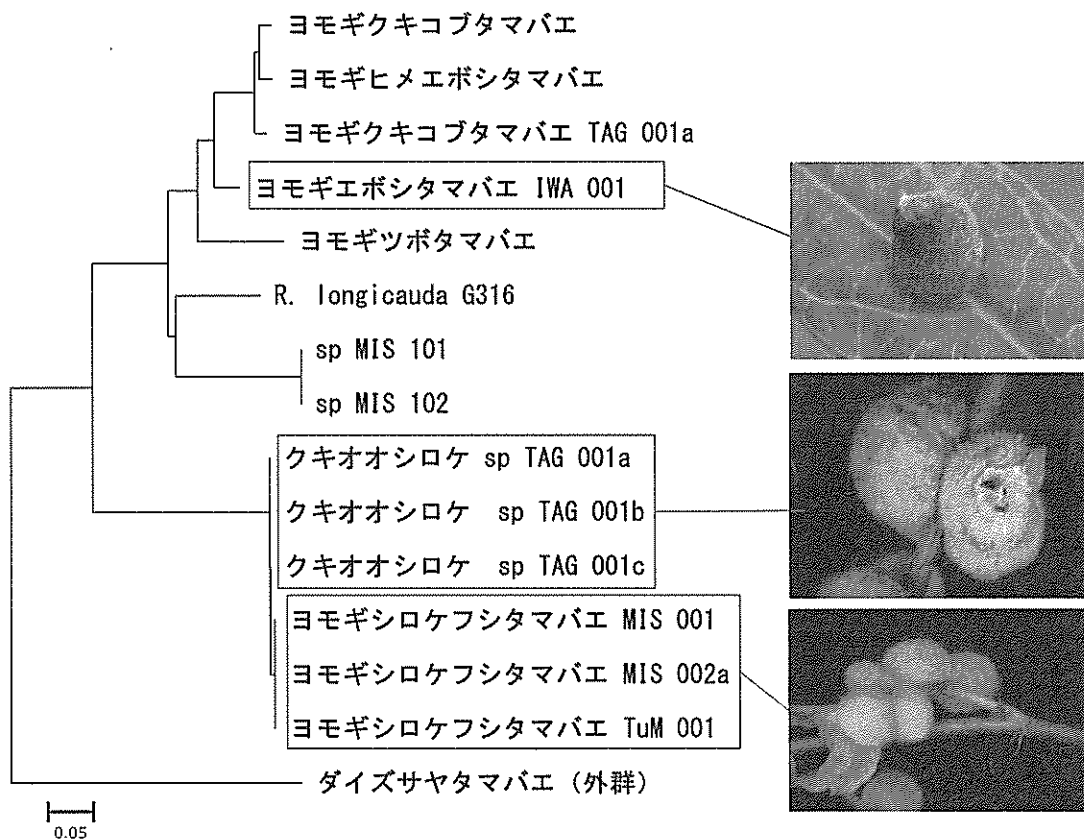 ヨモギクキコブタマバエ
ヨモギヒメエボシタマバエ
ヨモギクキコブタマバエ TAG 001a
ヨモギエボシタマバエ IWA 001
ヨモギツボタマバエ
R. longicauda G316
sp MIS 101
sp MIS 102
クキオオシロケ sp TAG 001a
クキオオシロケ sp TAG 001b
クキオオシロケ sp TAG 001c
ヨモギシロケフシタマバエ MIS 001
ヨモギシロケフシタマバエ MIS 002a
ヨモギシロケフシタマバエ TuM 001
ダイズサヤタマバエ (外群)
0.05